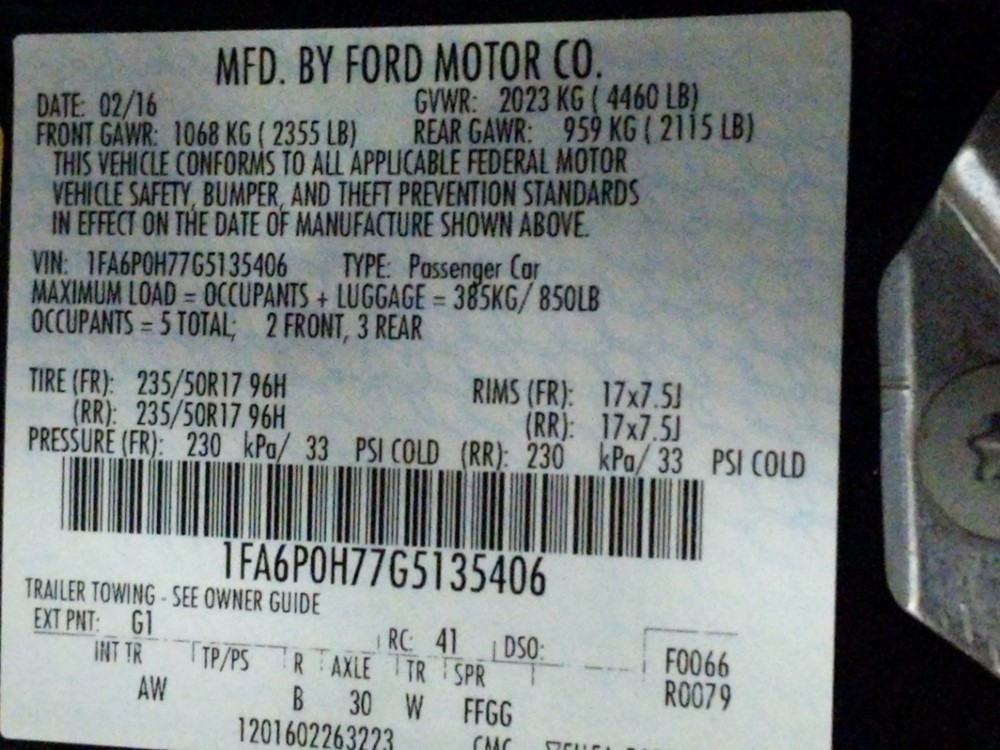 MFD. BY FORD MOTOR CO.
DATE: 02/16 GVWR: 2023 KG ( 4460 LB)
FRONT GAWR: 1068 KG ( 2355 LB) REAR GAWR: 959 KG ( 2115 LB)
THIS VEHICLE CONFORMS TO ALL APPLICABLE FEDERAL MOTOR
VEHICLE SAFETY, BUMPER, AND THEFT PREVENTION STANDARDS
IN EFFECT ON THE DATE OF MANUFACTURE SHOWN ABOVE.
VIN: 1FA6P0H77G5135406 TYPE: Passenger Car
MAXIMUM LOAD = OCCUPANTS + LUGGAGE = 385KG/ 850LB
OCCUPANTS = 5 TOTAL; 2 FRONT, 3 REAR
TIRE (FR): 235/50R17 96H RIMS (FR): 17x7.5J
(RR): 235/50R17 96H (RR): 17x7.5J
PRESSURE (FR): 230 kPa/ 33 PSI COLD (RR): 230 kPa/ 33 PSI COLD
1FA6P0H77G5135406
TRAILER TOWING - SEE OWNER GUIDE
EXT PNT: G1 RC: 41 DSO:
INT TR TP/PS R AXLE TR SPR F0066
AW B 30 W FFGG R0079
1201602263223